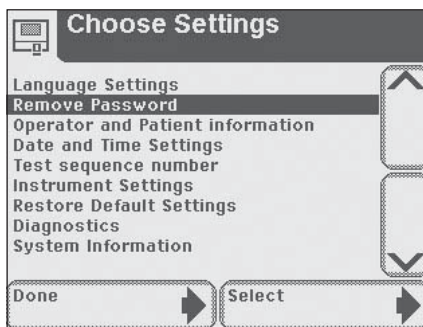 Choose Settings
Language Settings
Remove Password
Operator and Patient information
Date and Time Settings
Test sequence number
Instrument Settings
Restore Default Settings
Diagnostics
System Information
Done
Select